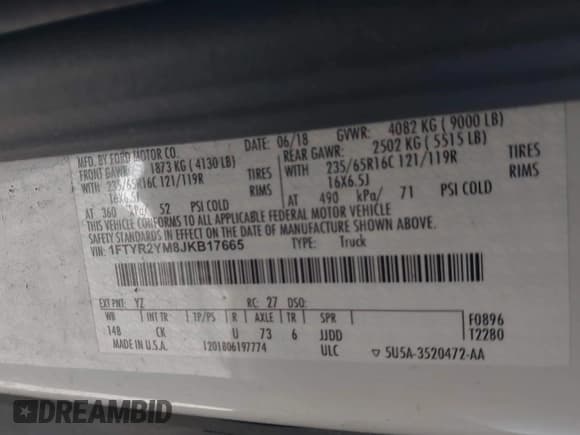 MFD. BY FORD MOTOR CO.
DATE: 06/18 GVWR: 4082 KG ( 9000 LB)
FRONT GAWR: 1873 KG ( 4130 LB)
REAR GAWR: 2502 KG ( 5515 LB)
WITH 235/65R16C 121/119R TIRES
WITH 235/65R16C 121/119R TIRES
16X6.5J RIMS
16X6.5J RIMS
AT 360 kPa/ 52 PSI COLD
AT 490 kPa/ 71 PSI COLD
THIS VEHICLE CONFORMS TO ALL APPLICABLE FEDERAL MOTOR VEHICLE
SAFETY STANDARDS IN EFFECT ON THE DATE OF MANUFACTURE SHOWN ABOVE
VIN: 1FTYR2YM8JKB17665 TYPE: Truck
EXT PNT: YZ RC: 27 DSO:
WB INT TR TP/PS R AXLE TR SPR F0896
148 CK U 73 6 JJDD T2280
MADE IN U.S.A. 1201806197774 ULC 5U5A-3520472-AA
DREAMBID